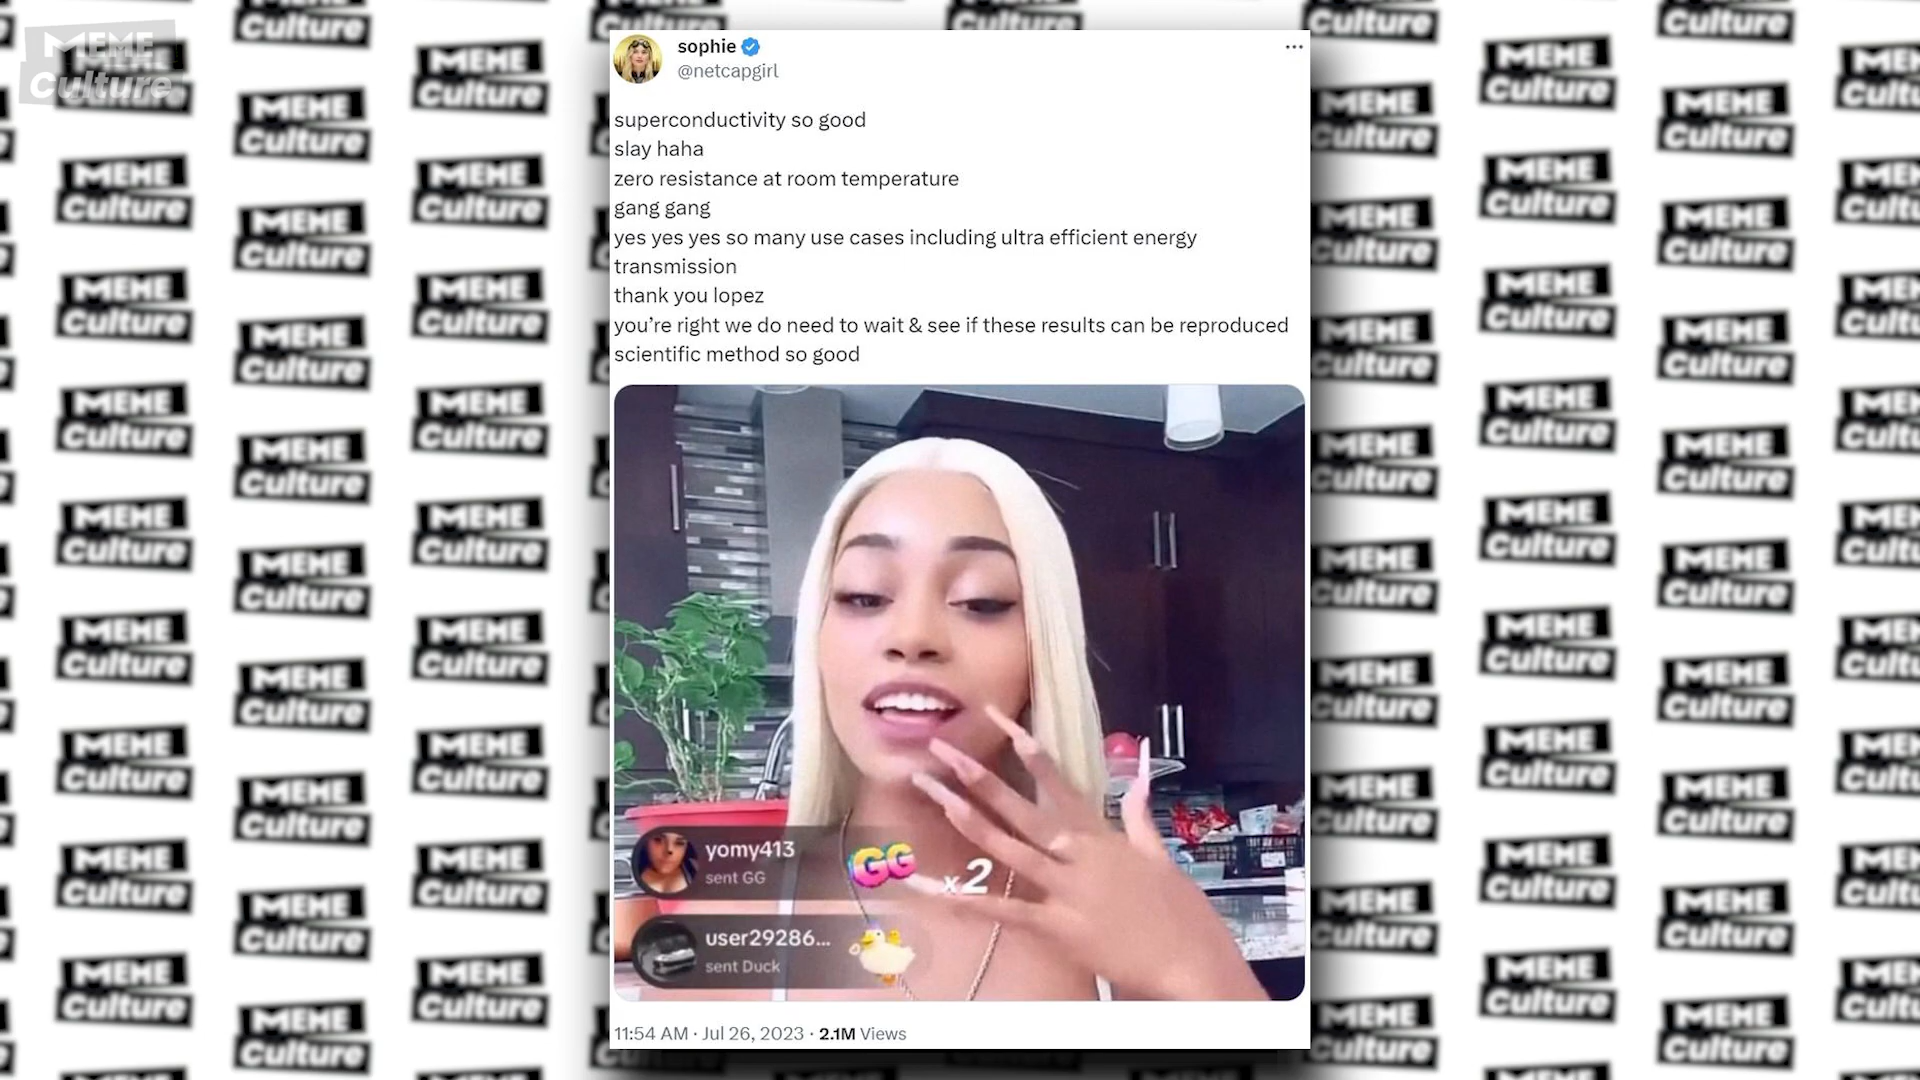 MEME
Culture
sophie
@netcapgirl
superconductivity so good
slay haha
zero resistance at room temperature
gang gang
yes yes yes so many use cases including ultra efficient energy
transmission
thank you lopez
you’re right we do need to wait & see if these results can be reproduced
scientific method so good
yomy413
sent GG
GG
x2
user29286...
sent Duck
11:54 AM · Jul 26, 2023 · 2.1M Views